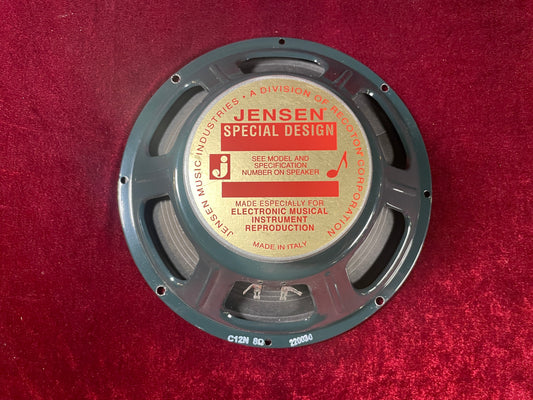 JENSEN MUSIC INDUSTRIES • A DIVISION OF RECOTON CORPORATION
JENSEN
SPECIAL DESIGN
j
SEE MODEL AND
SPECIFICATION
NUMBER ON SPEAKER
MADE ESPECIALLY FOR
ELECTRONIC MUSICAL
INSTRUMENT
REPRODUCTION
MADE IN ITALY
C12N 8Ω